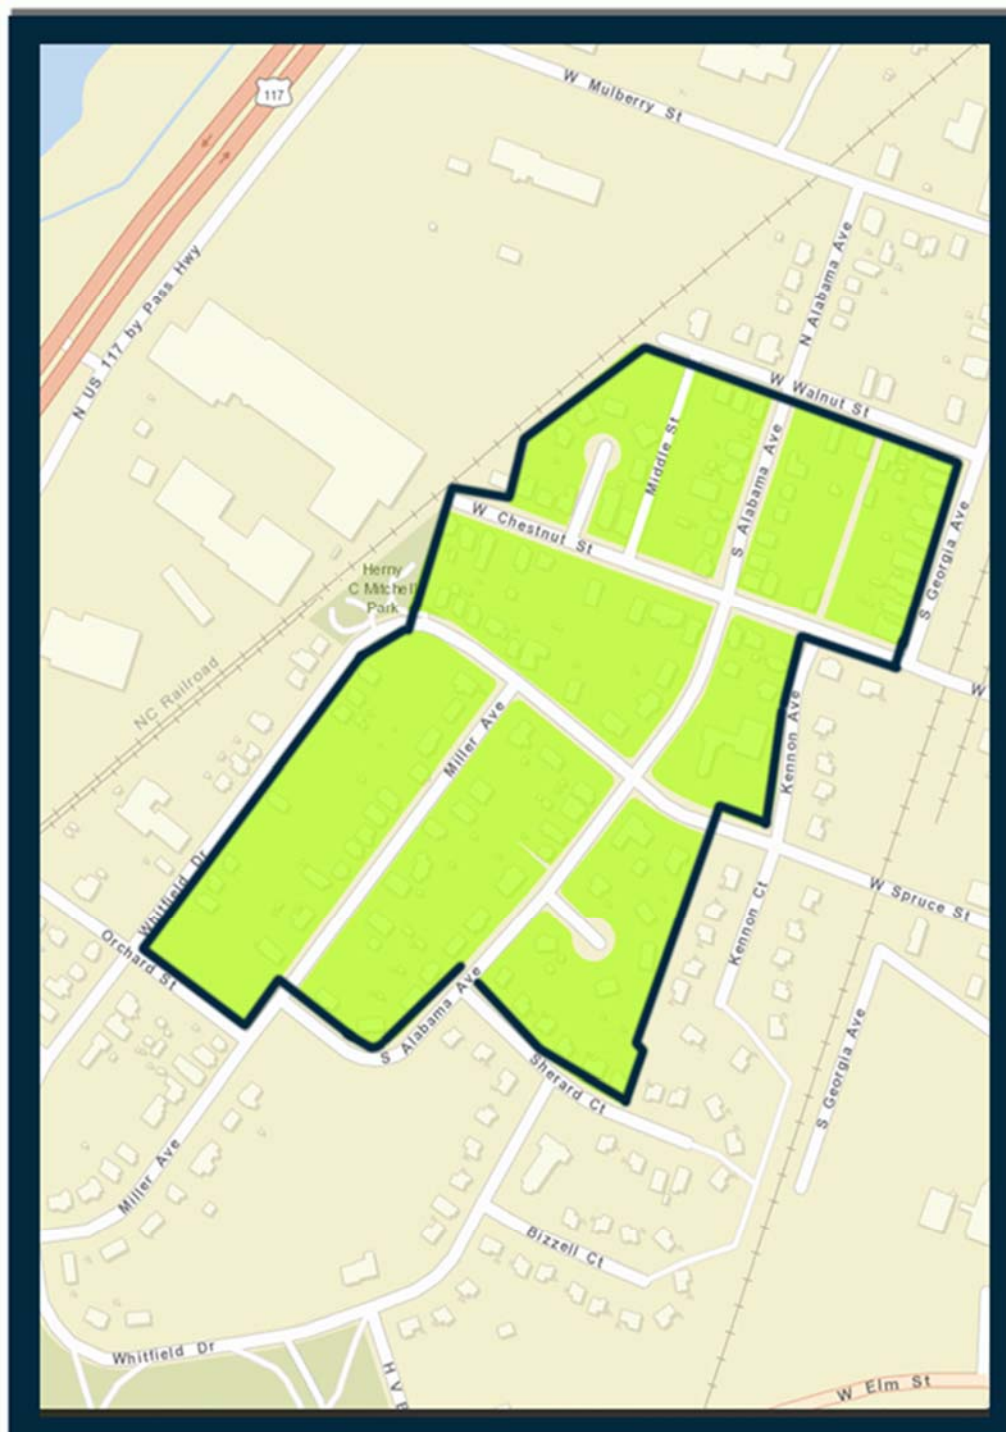 W Mulberry St
117
N US 117 by Pass Hwy
N Alabama Ave
W Walnut St
Middle St
S Alabama Ave
W Chestnut St
S Georgia Ave
Herny
C Mitchell
Park
NC Railroad
W
Miller Ave
Kennon Ave
Whitfield Dr
Orchard St
W Spruce St
Kennon Ct
S Alabama Ave
S Georgia Ave
Sherard Ct
Miller Ave
Bizzell Ct
Whitfield Dr
H V B
W Elm St